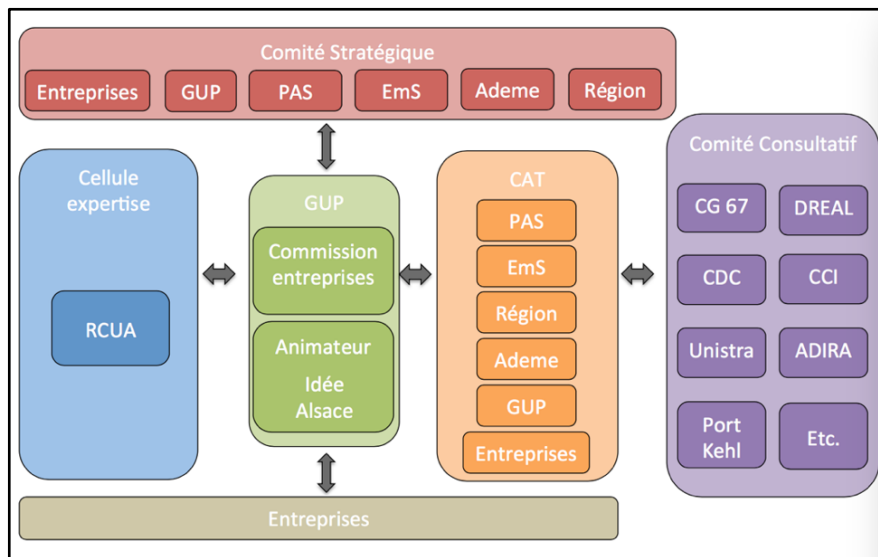 Comité Stratégique
Entreprises
GUP
PAS
EmS
Ademe
Région
Cellule
expertise
RCUA
GUP
Commission
entreprises
Animateur
Idée
Alsace
CAT
PAS
EmS
Région
Ademe
GUP
Entreprises
Comité Consultatif
CG 67
DREAL
CDC
CCI
Unistra
ADIRA
Port
Kehl
Etc.
Entreprises